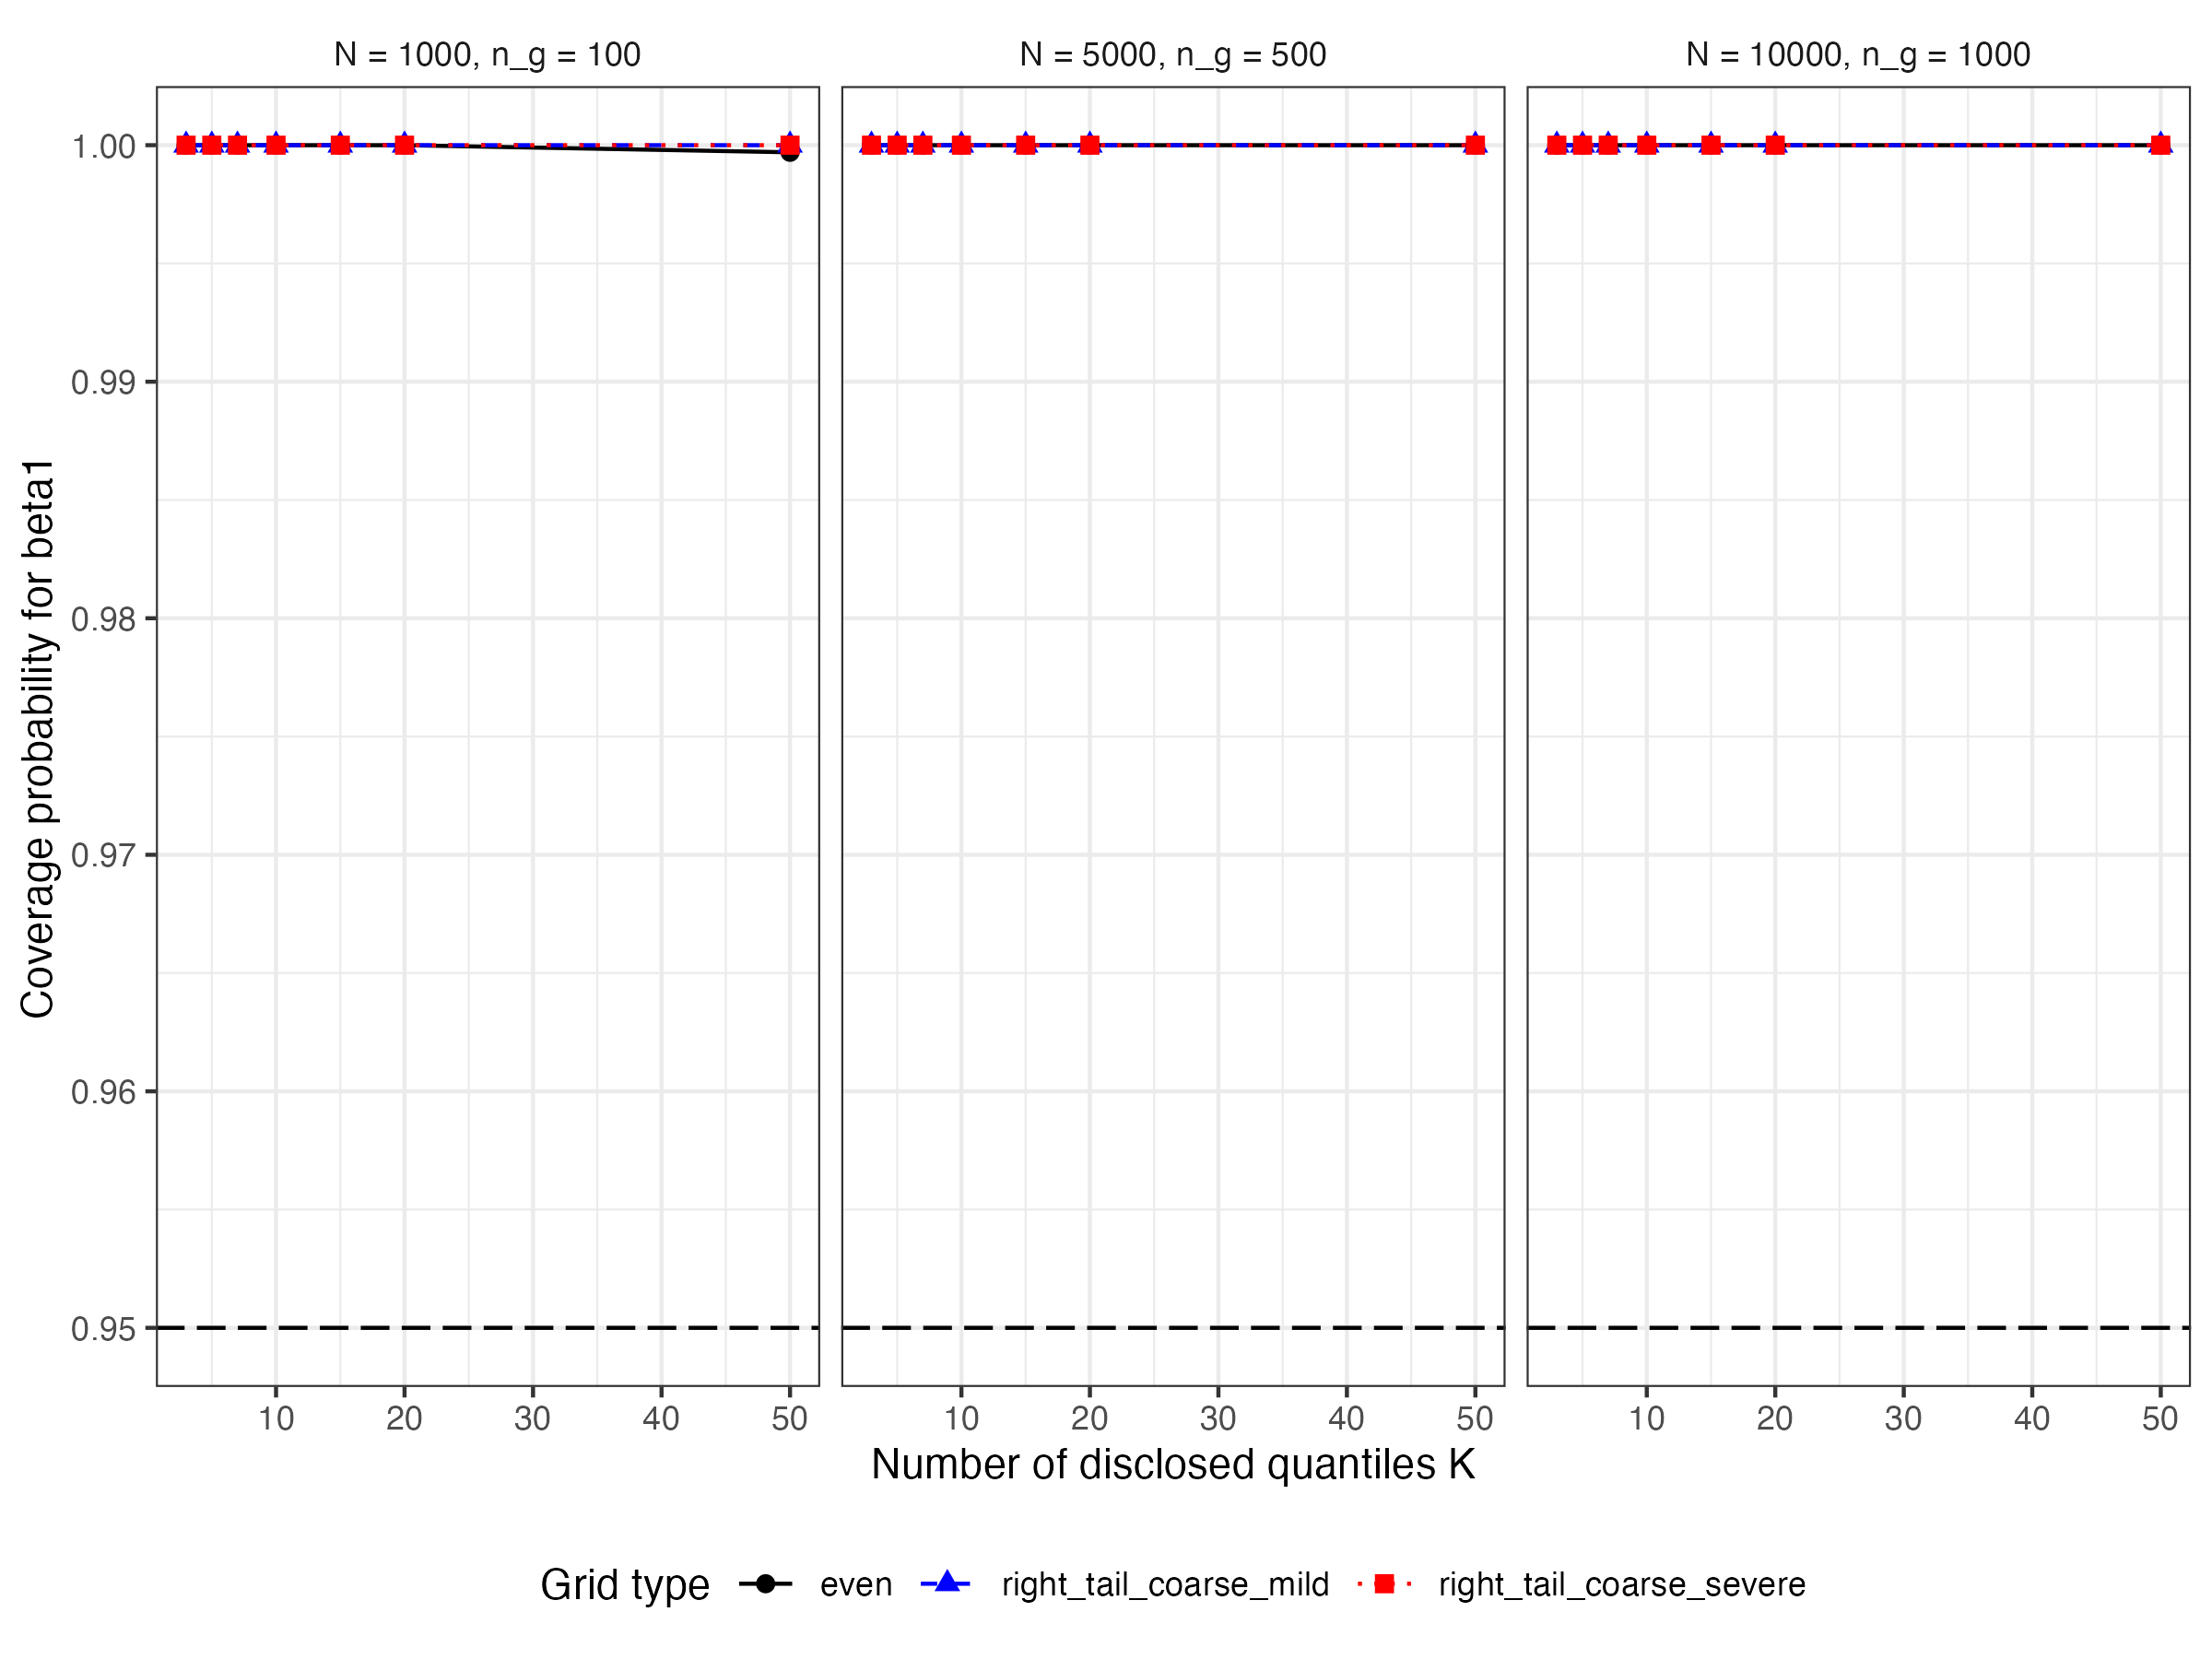 N = 1000, n_g = 100
N = 5000, n_g = 500
N = 10000, n_g = 1000
Coverage probability for beta1
1.00
0.99
0.98
0.97
0.96
0.95
10 20 30 40 50
10 20 30 40 50
10 20 30 40 50
Number of disclosed quantiles K
Grid type even right_tail_coarse_mild right_tail_coarse_severe